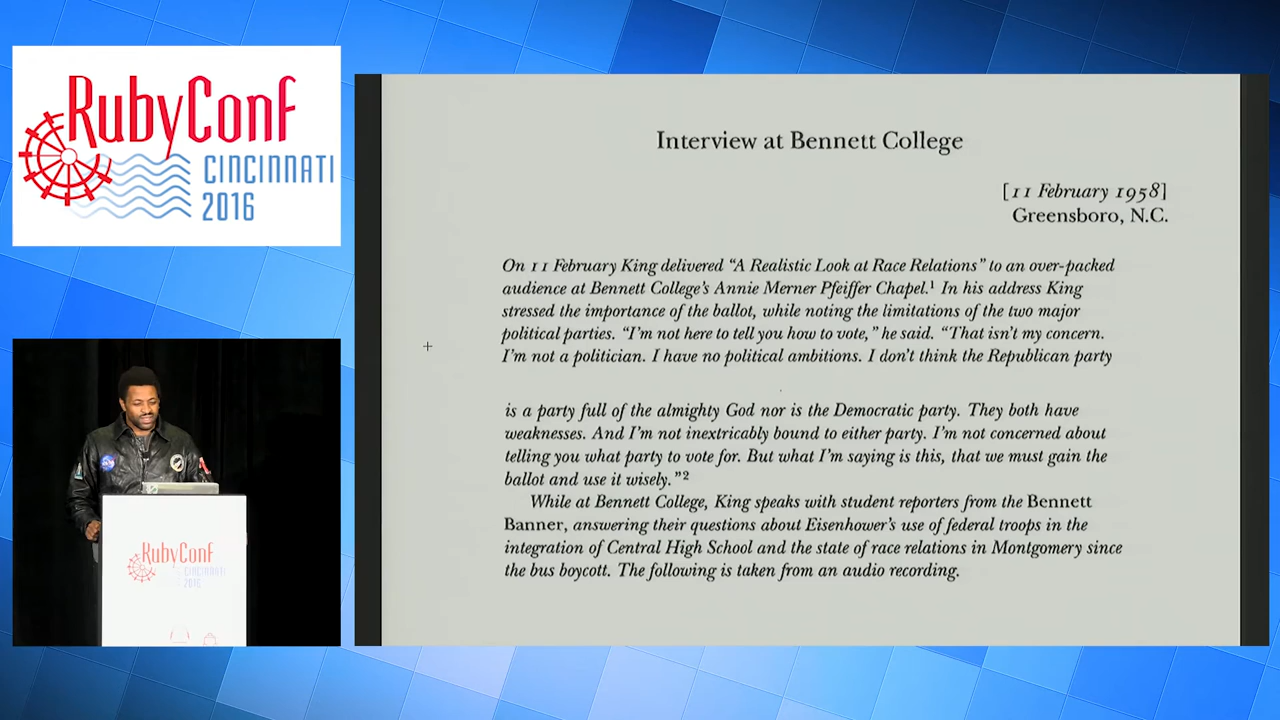 RubyConf
CINCINNATI
2016
Interview at Bennett College
[11 February 1958]
Greensboro, N.C.
On 11 February King delivered “A Realistic Look at Race Relations” to an over-packed
audience at Bennett College’s Annie Merner Pfeiffer Chapel.¹ In his address King
stressed the importance of the ballot, while noting the limitations of the two major
political parties. “I’m not here to tell you how to vote,” he said. “That isn’t my concern.
I’m not a politician. I have no political ambitions. I don’t think the Republican party
is a party full of the almighty God nor is the Democratic party. They both have
weaknesses. And I’m not inextricably bound to either party. I’m not concerned about
telling you what party to vote for. But what I’m saying is this, that we must gain the
ballot and use it wisely.”²
While at Bennett College, King speaks with student reporters from the Bennett
Banner, answering their questions about Eisenhower’s use of federal troops in the
integration of Central High School and the state of race relations in Montgomery since
the bus boycott. The following is taken from an audio recording.
RubyConf
CINCINNATI
2016